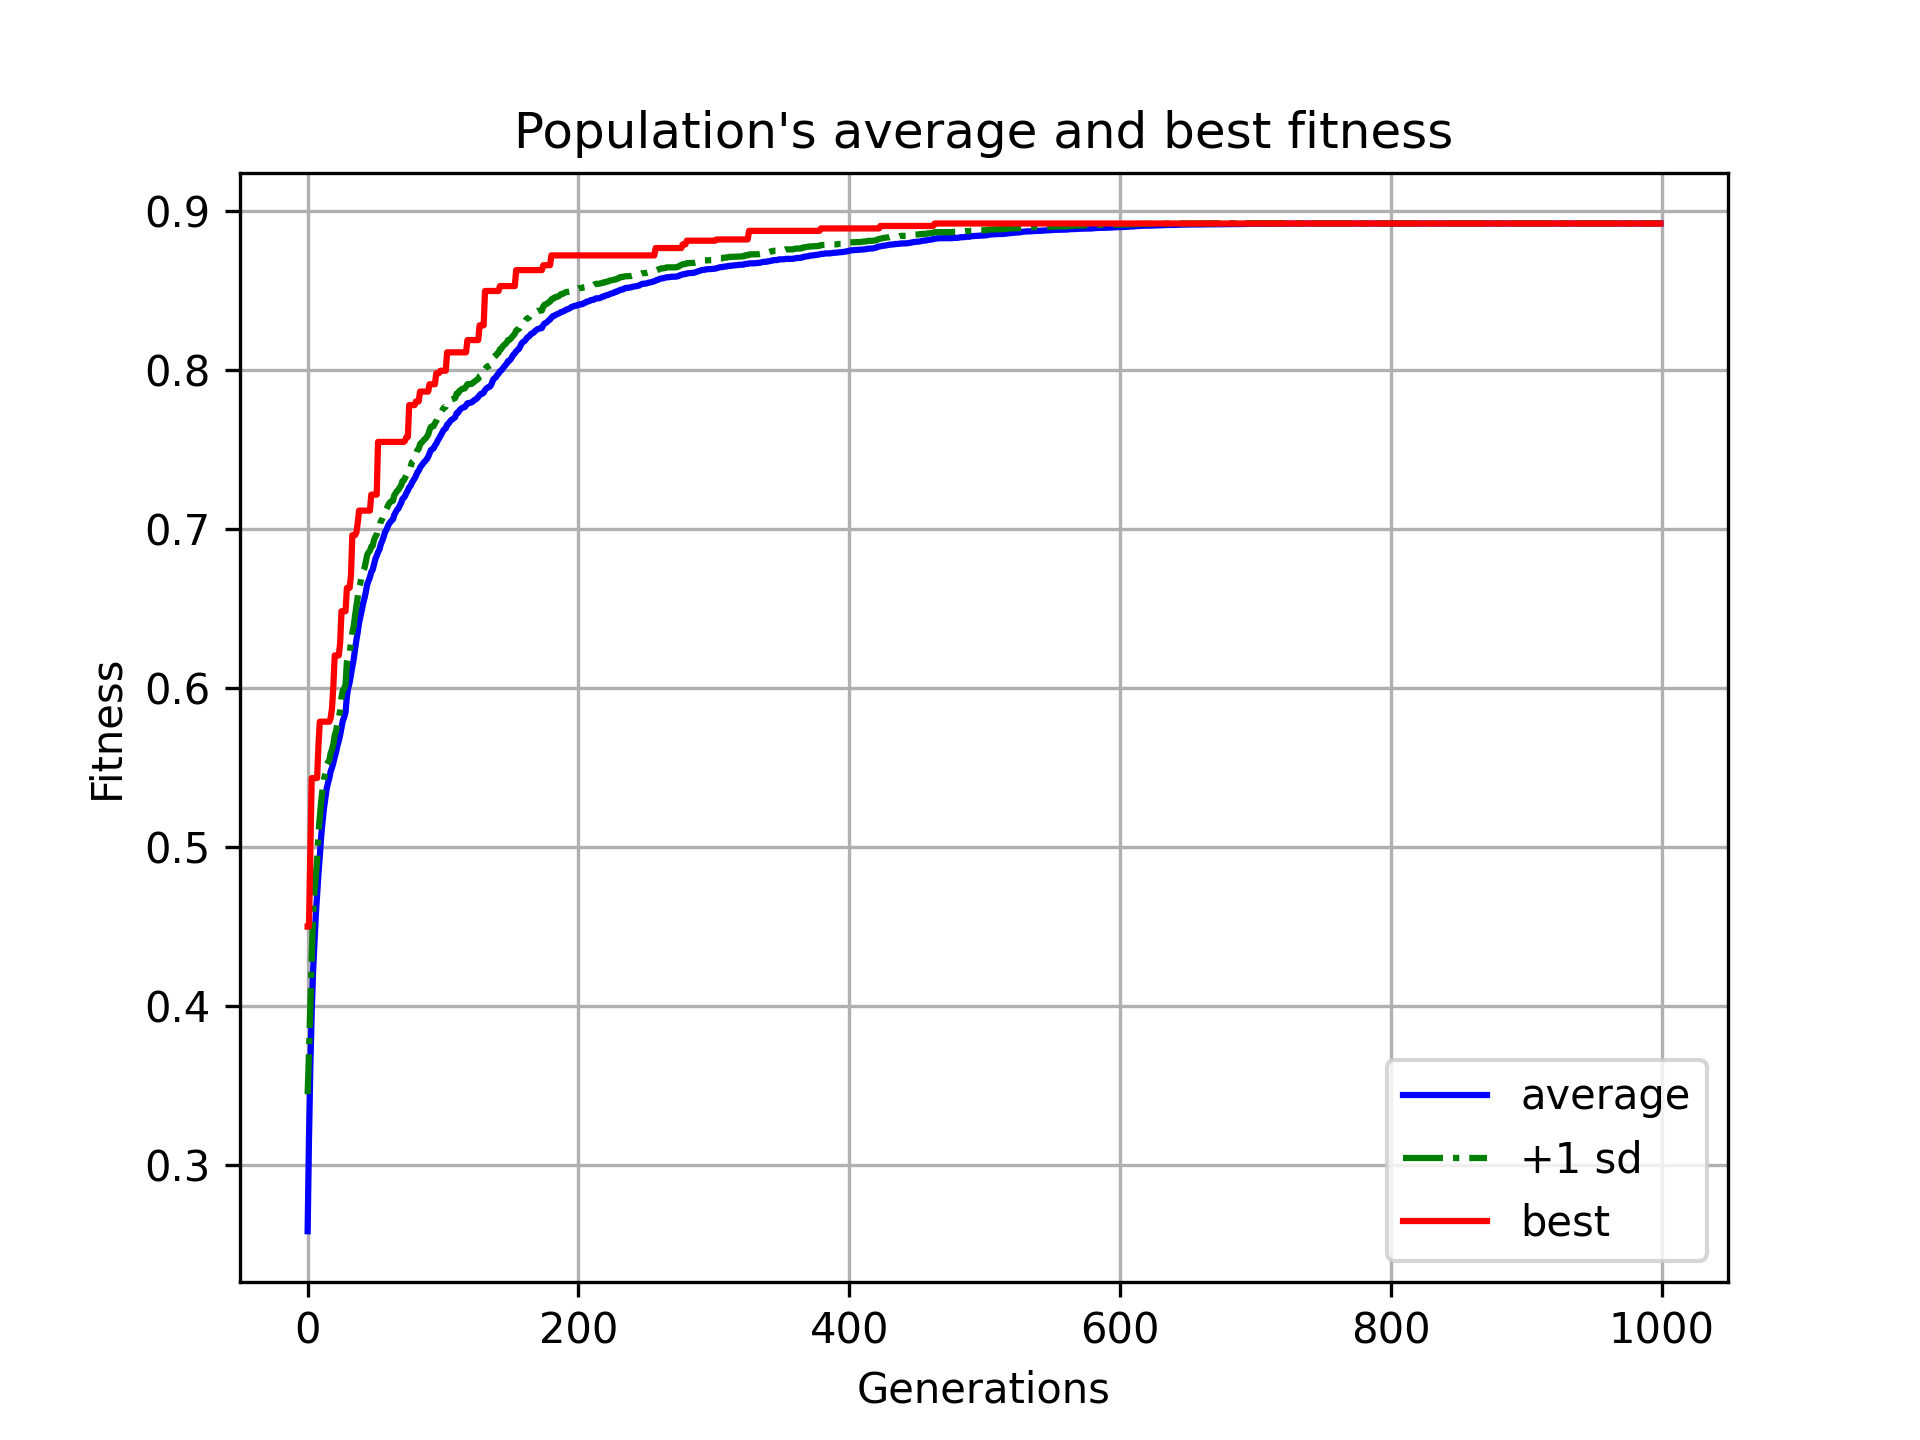 Population's average and best fitness
0.9
0.8
0.7
0.6
0.5
0.4
0.3
Fitness
0 200 400 600 800 1000
Generations
average
+1 sd
best